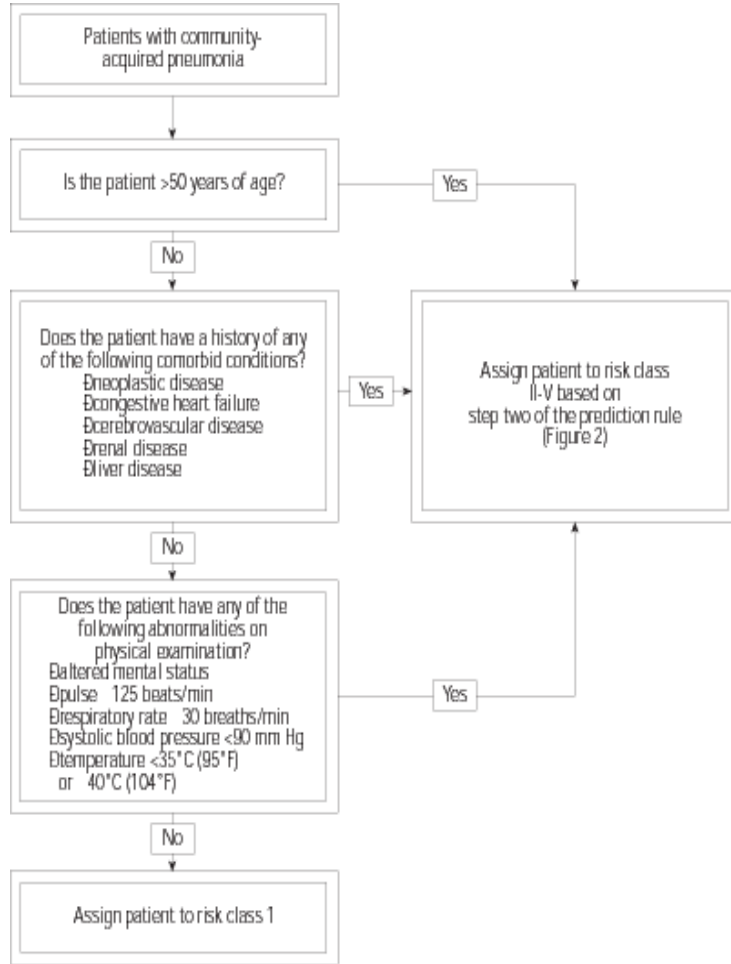 Patients with community-
acquired pneumonia
Is the patient >50 years of age?
Yes
No
Does the patient have a history of any
of the following comorbid conditions?
Ðneoplastic disease
Ðcongestive heart failure
Ðcerebrovascular disease
Ðrenal disease
Ðliver disease
Yes
Assign patient to risk class
II-V based on
step two of the prediction rule
(Figure 2)
No
Does the patient have any of the
following abnormalities on
physical examination?
Ðaltered mental status
Ðpulse 125 beats/min
Ðrespiratory rate 30 breaths/min
Ðsystolic blood pressure <90 mm Hg
Ðtemperature <35°C (95°F)
or 40°C (104°F)
Yes
No
Assign patient to risk class 1